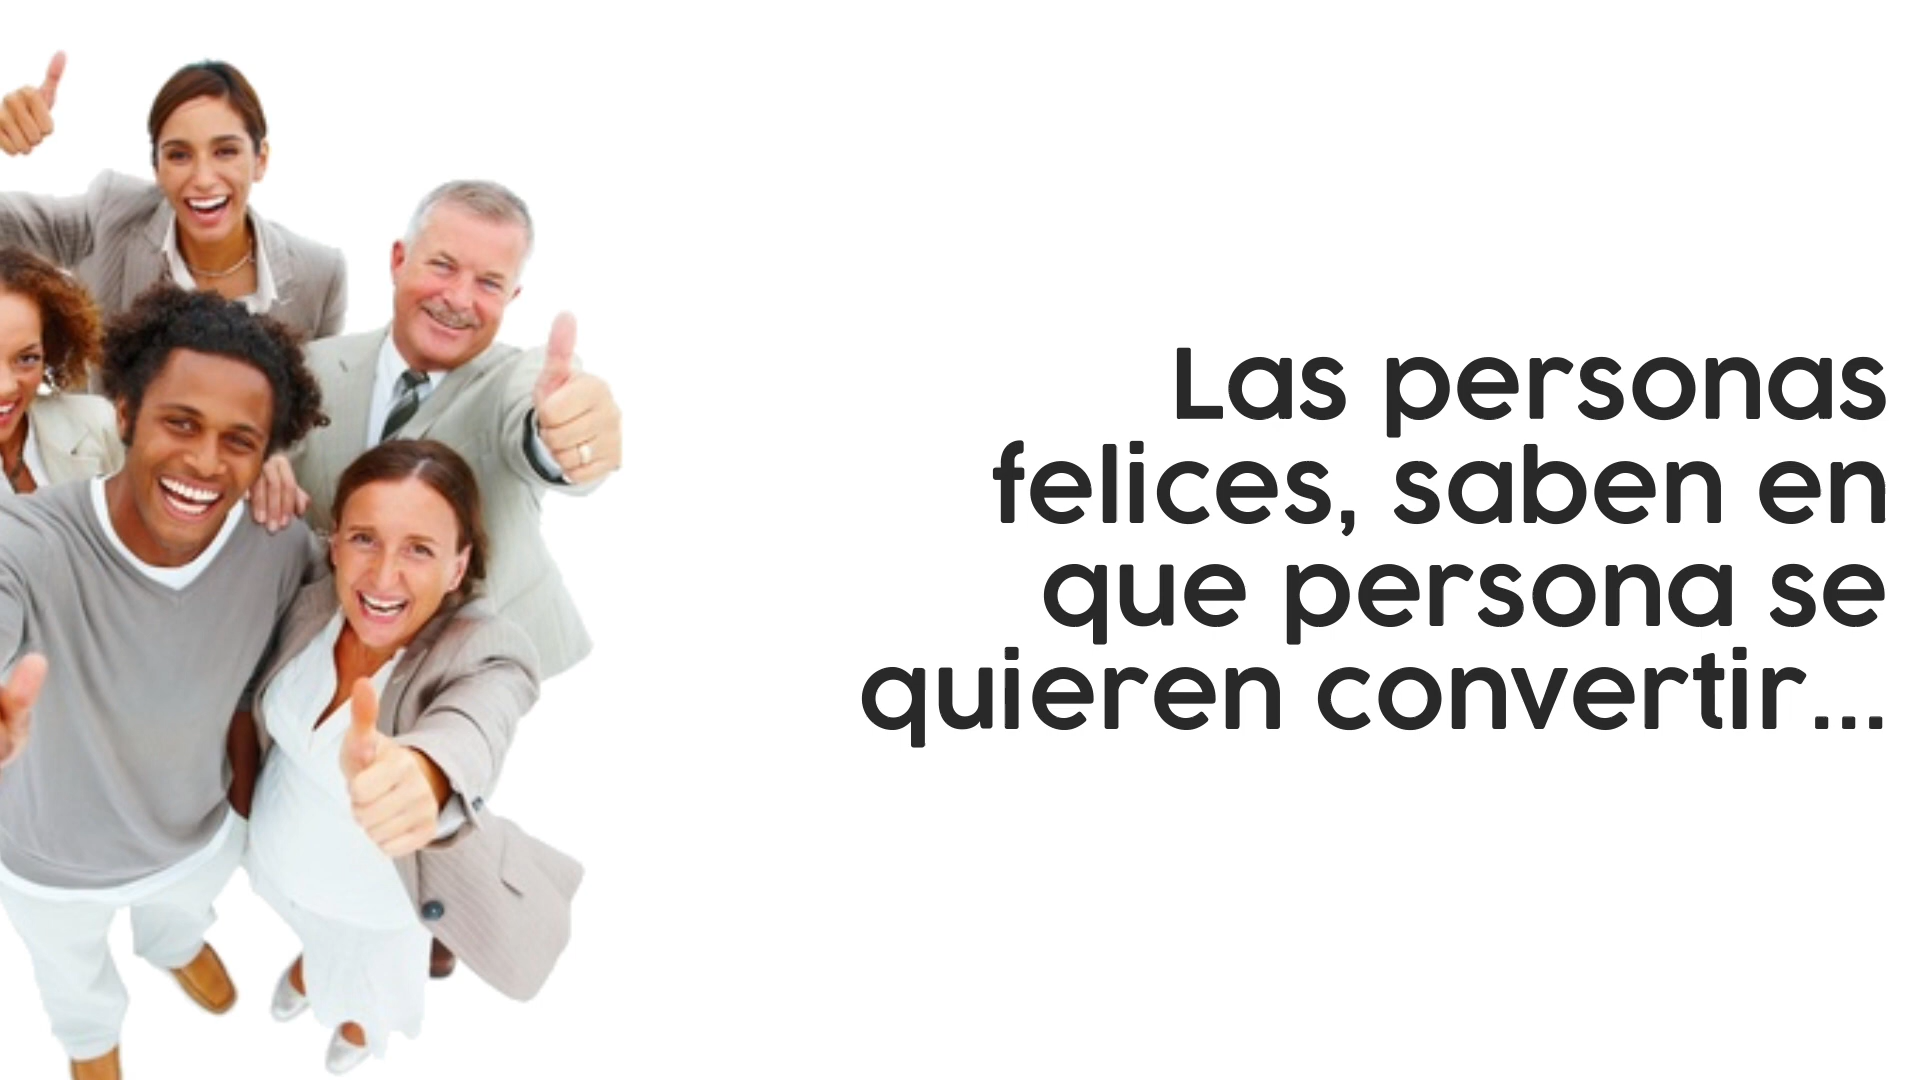 Las personas
felices, saben en
que persona se
quieren convertir...